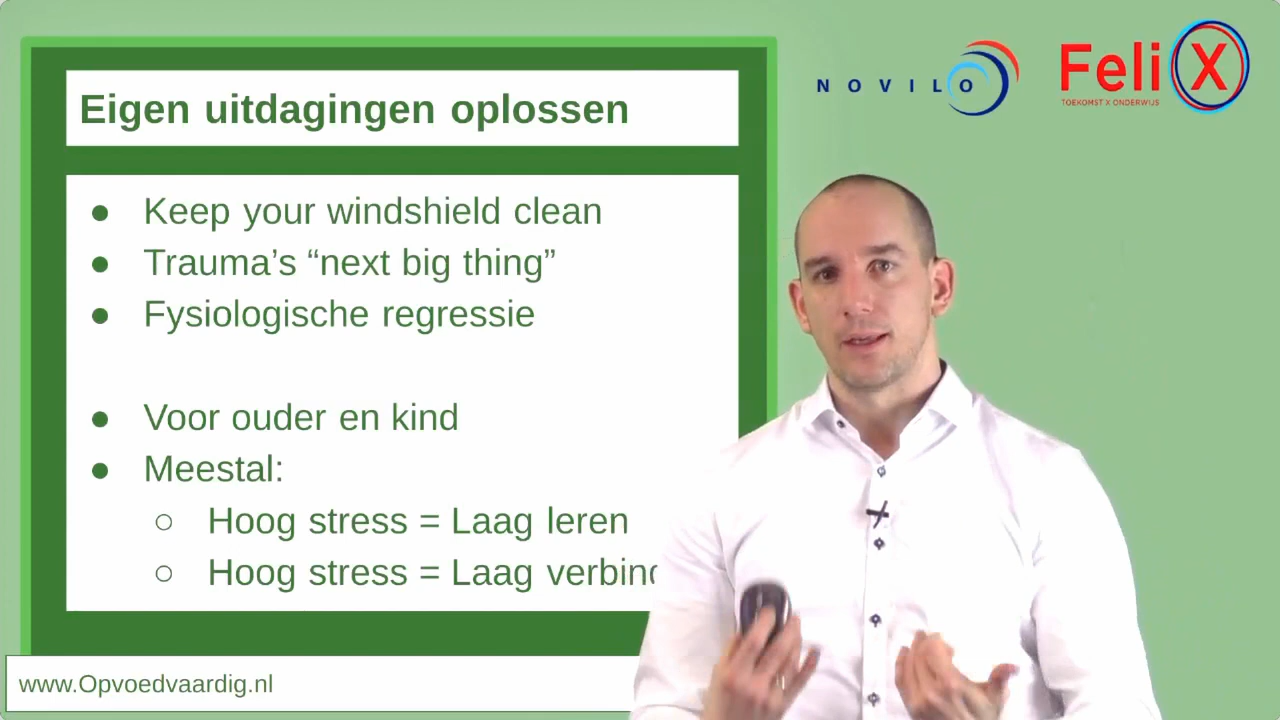 NOVILO
FeliX
TOEKOMST X ONDERWIJS
Eigen uitdagingen oplossen
● Keep your windshield clean
● Trauma’s “next big thing”
● Fysiologische regressie
● Voor ouder en kind
● Meestal:
○ Hoog stress = Laag leren
○ Hoog stress = Laag
www.Opvoedvaardig.nl